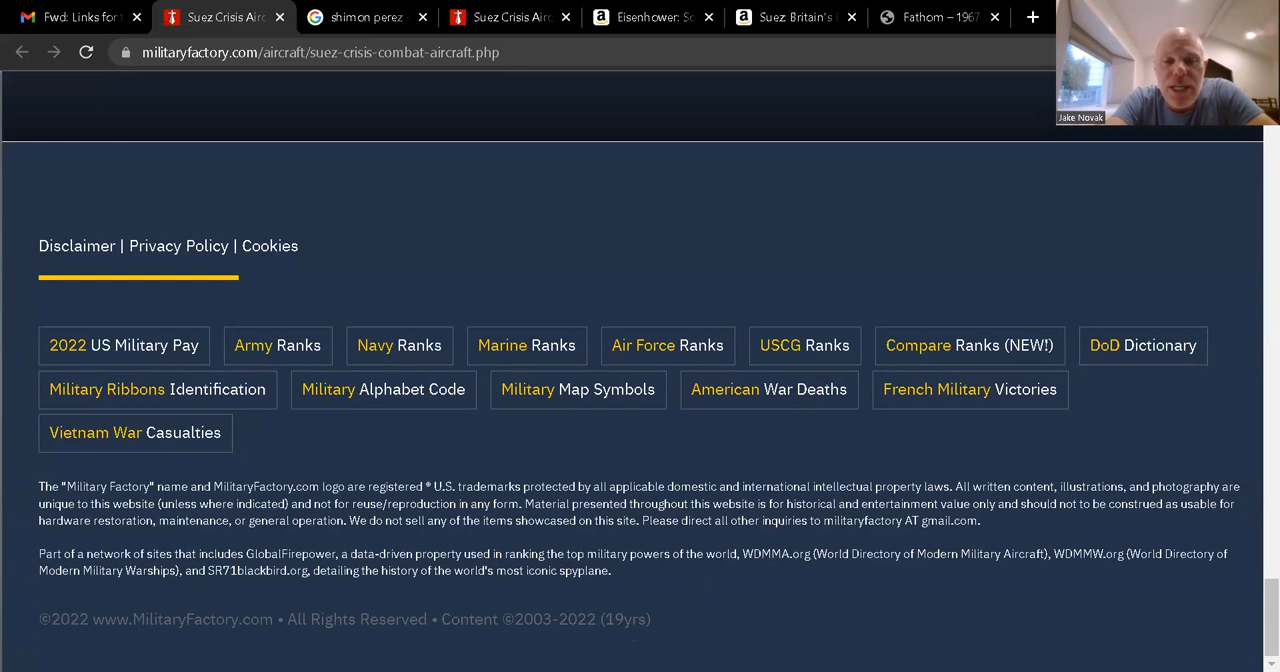 Fwd: Links for
Suez Crisis Airc
shimon perez
Suez Crisis Airc
Eisenhower: So
Suez: Britain's
Fathom – 1967
militaryfactory.com/aircraft/suez-crisis-combat-aircraft.php
Jake Novak
Disclaimer | Privacy Policy | Cookies
2022 US Military Pay
Army Ranks
Navy Ranks
Marine Ranks
Air Force Ranks
USCG Ranks
Compare Ranks (NEW!)
DoD Dictionary
Military Ribbons Identification
Military Alphabet Code
Military Map Symbols
American War Deaths
French Military Victories
Vietnam War Casualties
The "Military Factory" name and MilitaryFactory.com logo are registered ® U.S. trademarks protected by all applicable domestic and international intellectual property laws. All written content, illustrations, and photography are
unique to this website (unless where indicated) and not for reuse/reproduction in any form. Material presented throughout this website is for historical and entertainment value only and should not to be construed as usable for
hardware restoration, maintenance, or general operation. We do not sell any of the items showcased on this site. Please direct all other inquiries to militaryfactory AT gmail.com.
Part of a network of sites that includes GlobalFirepower, a data-driven property used in ranking the top military powers of the world, WDMMA.org (World Directory of Modern Military Aircraft), WDMMW.org (World Directory of
Modern Military Warships), and SR71blackbird.org, detailing the history of the world's most iconic spyplane.
©2022 www.MilitaryFactory.com • All Rights Reserved • Content ©2003-2022 (19yrs)